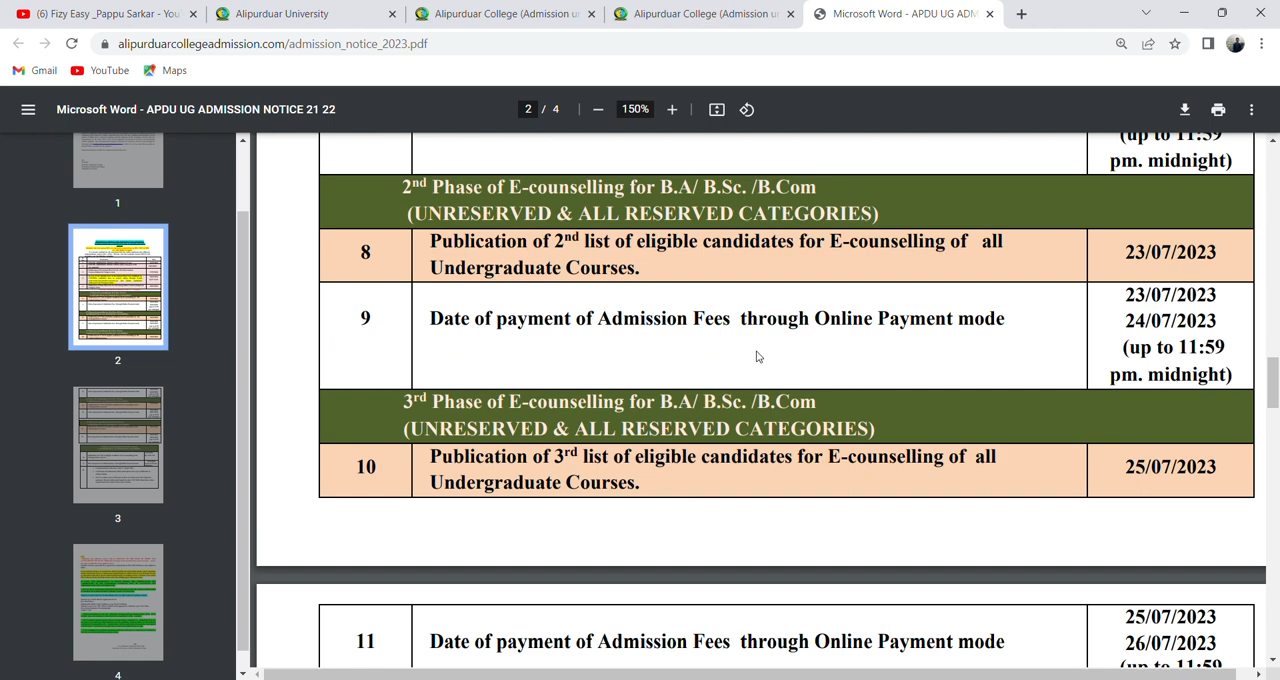 (6) Fizy Easy _Pappu Sarkar - You
Alipurduar University
Alipurduar College (Admission un
Alipurduar College (Admission un
Microsoft Word - APDU UG ADM
alipurduarcollegeadmission.com/admission_notice_2023.pdf
Gmail
YouTube
Maps
Microsoft Word - APDU UG ADMISSION NOTICE 21 22
2 / 4
150%
1
2
3
4
(up to 11:59
pm. midnight)
2nd Phase of E-counselling for B.A/ B.Sc. /B.Com
(UNRESERVED & ALL RESERVED CATEGORIES)
8
Publication of 2nd list of eligible candidates for E-counselling of all
Undergraduate Courses.
23/07/2023
9
Date of payment of Admission Fees through Online Payment mode
23/07/2023
24/07/2023
(up to 11:59
pm. midnight)
3rd Phase of E-counselling for B.A/ B.Sc. /B.Com
(UNRESERVED & ALL RESERVED CATEGORIES)
10
Publication of 3rd list of eligible candidates for E-counselling of all
Undergraduate Courses.
25/07/2023
11
Date of payment of Admission Fees through Online Payment mode
25/07/2023
26/07/2023
(up to 11:59